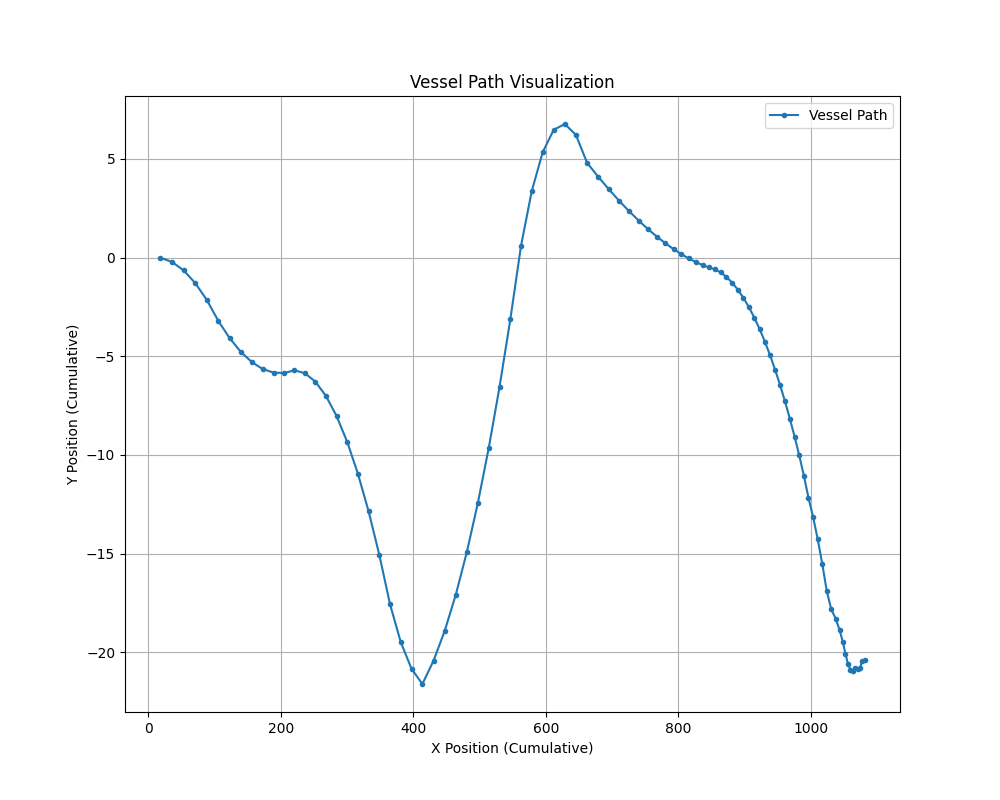 Vessel Path Visualization
Vessel Path
Y Position (Cumulative)
5
0
−5
−10
−15
−20
0 200 400 600 800 1000
X Position (Cumulative)